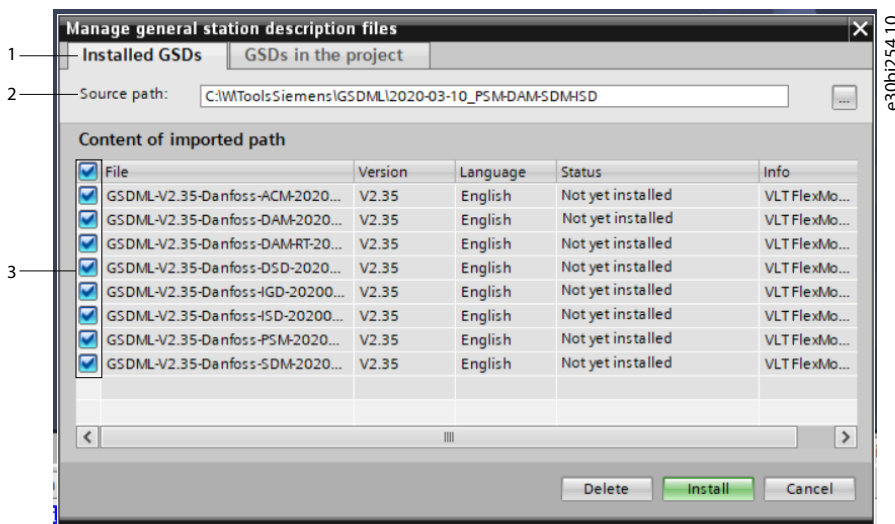 Manage general station description files
1
Installed GSDs
GSDs in the project
2
Source path:
C:\WIToolsSiemens\GSDML\2020-03-10_PSM-DAM-SDM-ISD
...
Content of imported path
File Version Language Status Info
GSDML-V2.35-Danfoss-ACM-2020... V2.35 English Not yet installed VLT FlexMo...
GSDML-V2.35-Danfoss-DAM-2020... V2.35 English Not yet installed VLT FlexMo...
GSDML-V2.35-Danfoss-DAM-RT-20... V2.35 English Not yet installed VLT FlexMo...
3
GSDML-V2.35-Danfoss-DSD-2020... V2.35 English Not yet installed VLT FlexMo...
GSDML-V2.35-Danfoss-IGD-20200... V2.35 English Not yet installed VLT FlexMo...
GSDML-V2.35-Danfoss-ISD-20200... V2.35 English Not yet installed VLT FlexMo...
GSDML-V2.35-Danfoss-PSM-2020... V2.35 English Not yet installed VLT FlexMo...
GSDML-V2.35-Danfoss-SDM-2020... V2.35 English Not yet installed VLT FlexMo...
Delete Install Cancel
e30bj254.10